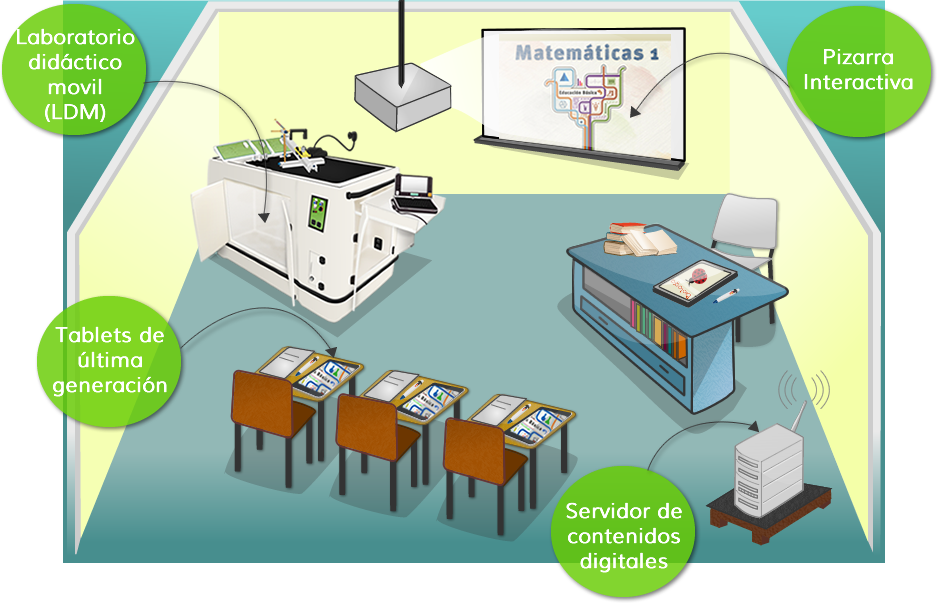 Laboratorio
didáctico
movil
(LDM)
Matemáticas 1
Educación Básica
Pizarra
Interactiva
Tablets de
última
generación
Servidor de
contenidos
digitales